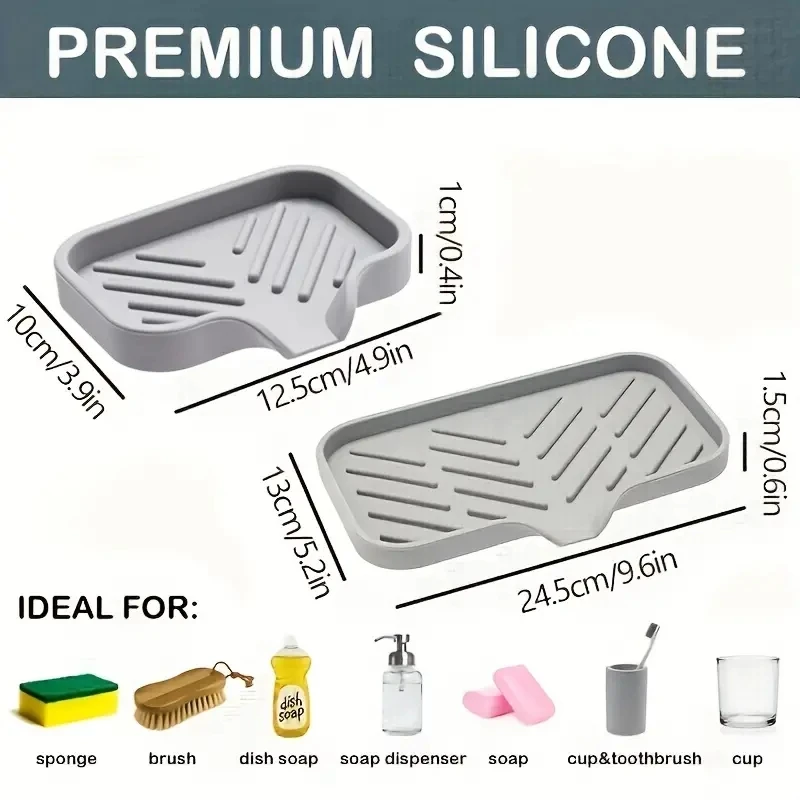 PREMIUM SILICONE
1cm/0.4in
10cm/3.9in
12.5cm/4.9in
1.5cm/0.6in
13cm/5.2in
24.5cm/9.6in
IDEAL FOR:
dish
soap
sponge brush dish soap soap dispenser soap cup&toothbrush cup